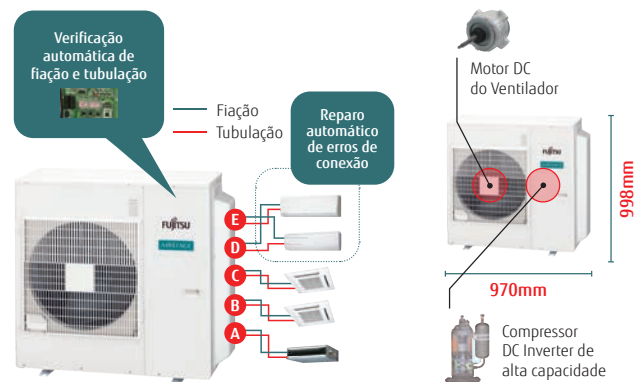 Verificação
automática de
fiação e tubulação
Fiação
Tubulação
Reparo
automático
de erros de
conexão
FUJITSU
AIRSTAGE
E
D
C
B
A
Motor DC
do Ventilador
FUJITSU
998mm
970mm
Compressor
DC Inverter de
alta capacidade